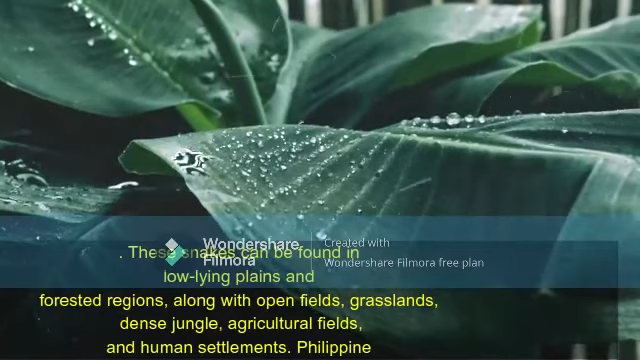 Wondershare
Filmora
Created with
Wondershare Filmora free plan
. These snakes can be found in
low-lying plains and
forested regions, along with open fields, grasslands,
dense jungle, agricultural fields,
and human settlements. Philippine